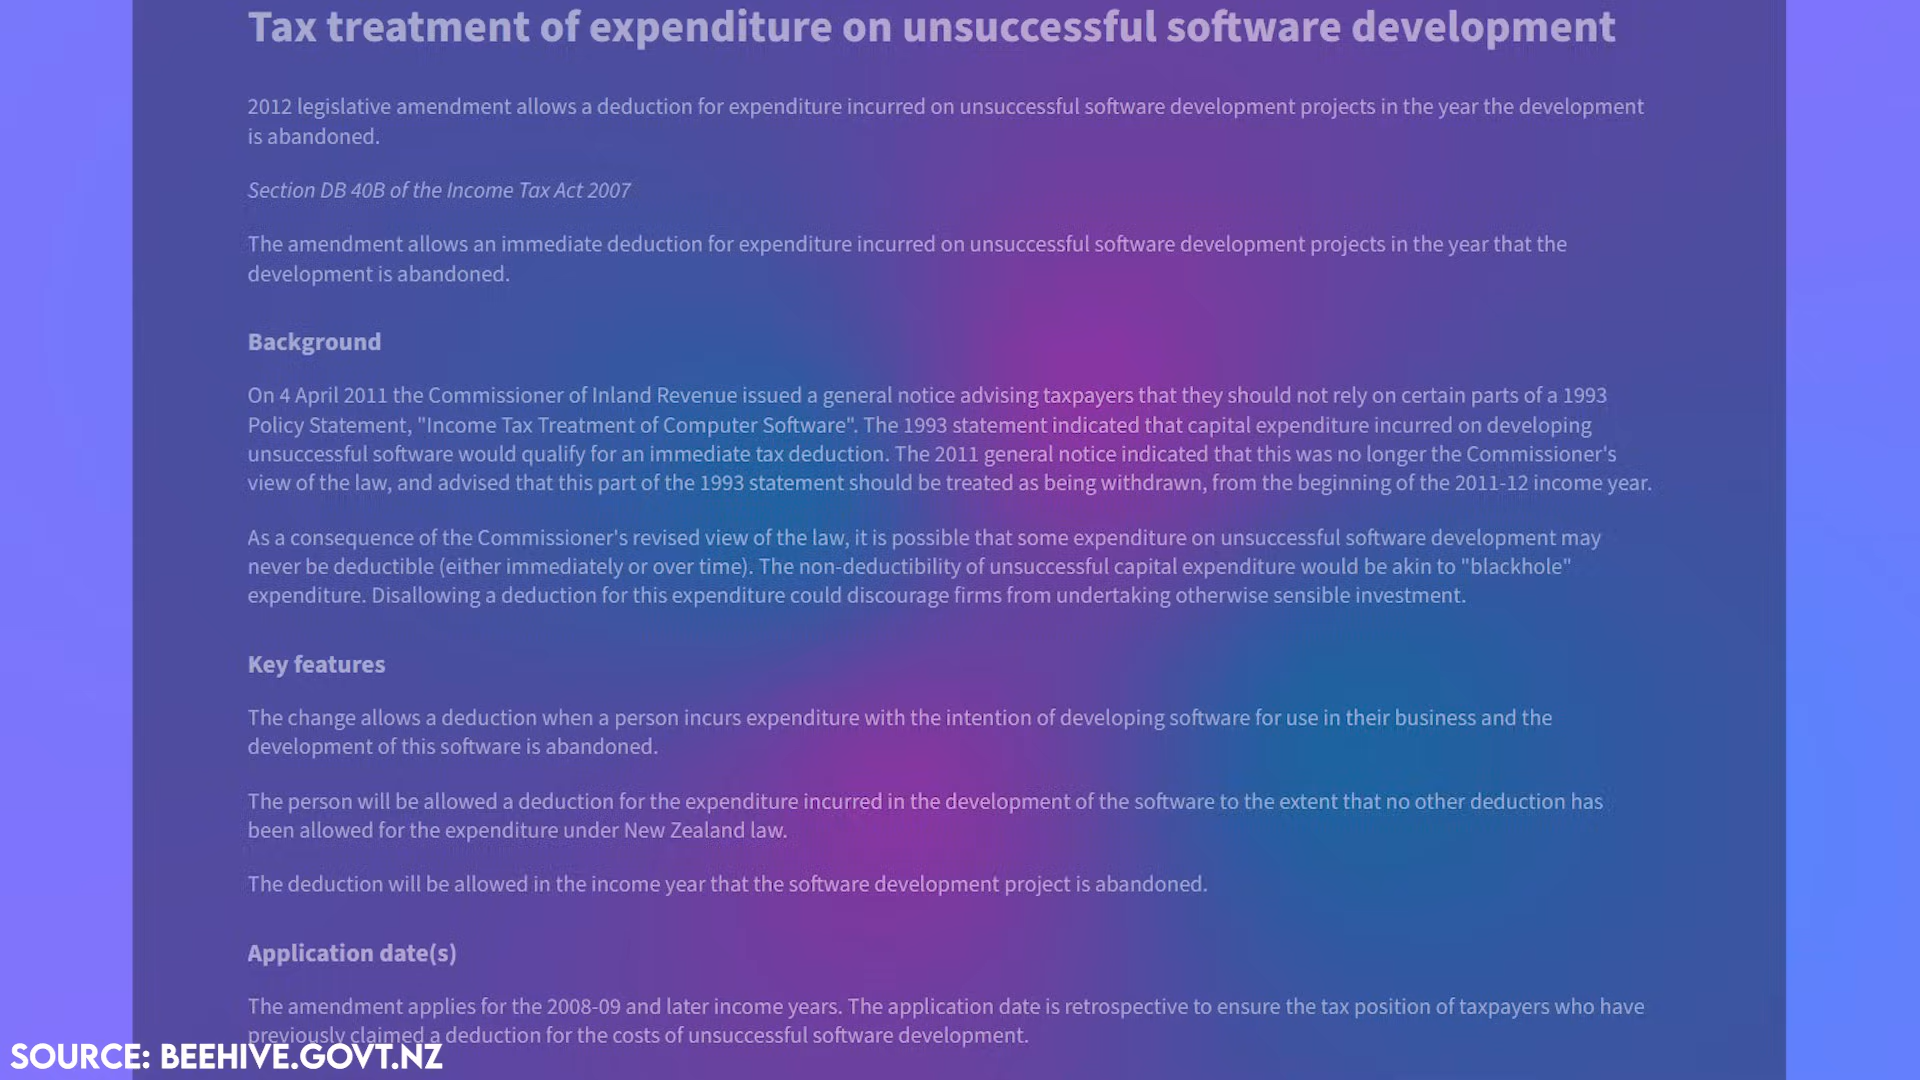 Tax treatment of expenditure on unsuccessful software development
2012 legislative amendment allows a deduction for expenditure incurred on unsuccessful software development projects in the year the development
is abandoned.
Section DB 40B of the Income Tax Act 2007
The amendment allows an immediate deduction for expenditure incurred on unsuccessful software development projects in the year that the
development is abandoned.
Background
On 4 April 2011 the Commissioner of Inland Revenue issued a general notice advising taxpayers that they should not rely on certain parts of a 1993
Policy Statement, "Income Tax Treatment of Computer Software". The 1993 statement indicated that capital expenditure incurred on developing
unsuccessful software would qualify for an immediate tax deduction. The 2011 general notice indicated that this was no longer the Commissioner's
view of the law, and advised that this part of the 1993 statement should be treated as being withdrawn, from the beginning of the 2011-12 income year.
As a consequence of the Commissioner's revised view of the law, it is possible that some expenditure on unsuccessful software development may
never be deductible (either immediately or over time). The non-deductibility of unsuccessful capital expenditure would be akin to "blackhole"
expenditure. Disallowing a deduction for this expenditure could discourage firms from undertaking otherwise sensible investment.
Key features
The change allows a deduction when a person incurs expenditure with the intention of developing software for use in their business and the
development of this software is abandoned.
The person will be allowed a deduction for the expenditure incurred in the development of the software to the extent that no other deduction has
been allowed for the expenditure under New Zealand law.
The deduction will be allowed in the income year that the software development project is abandoned.
Application date(s)
The amendment applies for the 2008-09 and later income years. The application date is retrospective to ensure the tax position of taxpayers who have
previously claimed a deduction for the costs of unsuccessful software development.
SOURCE: BEEHIVE.GOVT.NZ